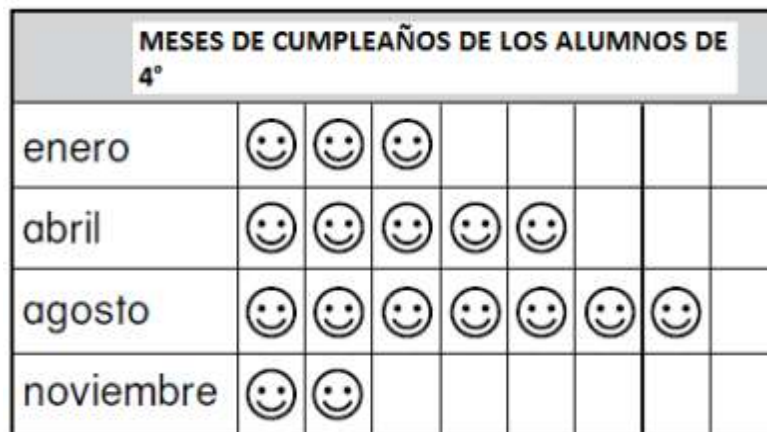 MESES DE CUMPLEAÑOS DE LOS ALUMNOS DE
4°
enero
abril
agosto
noviembre